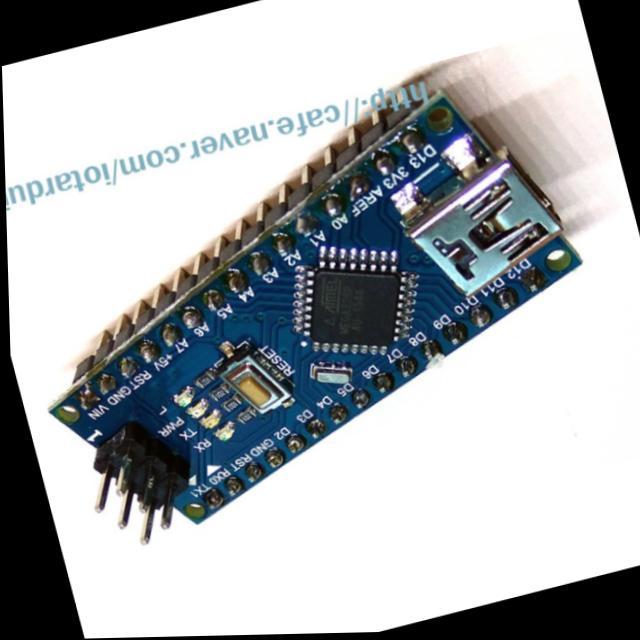 http://cafe.naver.com/iotardui
D13 3V3 AREF A0 A1 A2 A3 A4 A5 A6 A7 5V RST GND VIN
RESET
L
PWR
TX
RX
1
D12 D11 D10 D9 D8 D7 D6 D5 D4 D3 D2 GND RST RX0 TX1